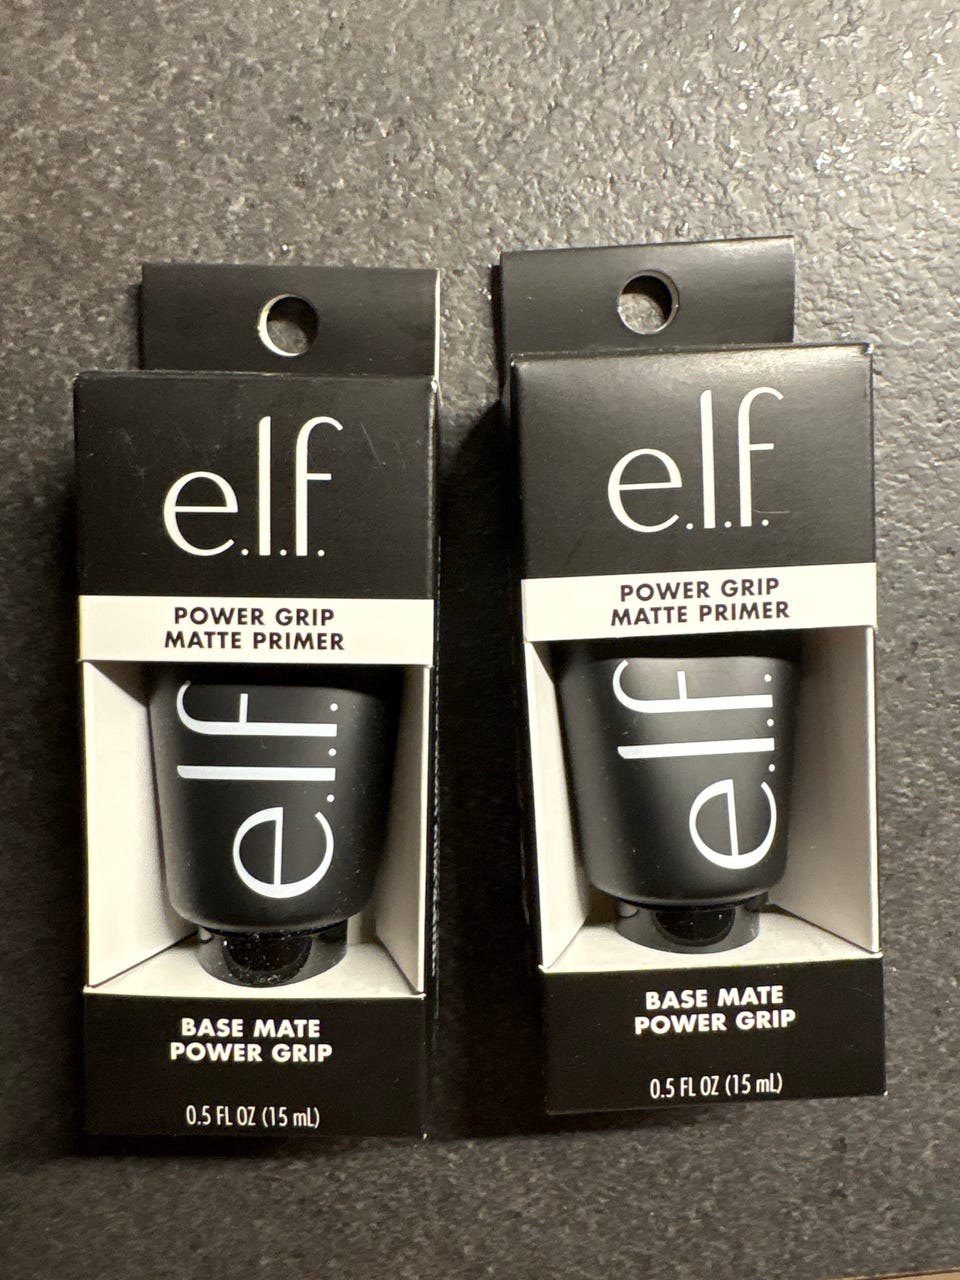 e.l.f.
POWER GRIP
MATTE PRIMER
e.l.f.
BASE MATE
POWER GRIP
0.5 FL OZ (15 mL)
e.l.f.
POWER GRIP
MATTE PRIMER
e.l.f.
BASE MATE
POWER GRIP
0.5 FL OZ (15 mL)